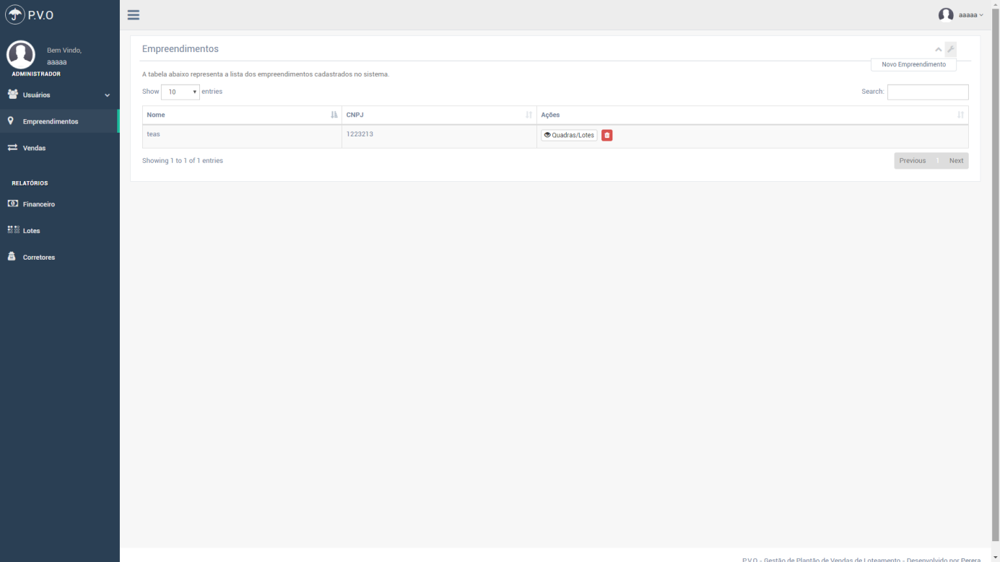 P.V.O
aaaaa
Bem Vindo,
aaaaa
ADMINISTRADOR
Usuários
Empreendimentos
Vendas
RELATÓRIOS
Financeiro
Lotes
Corretores
Empreendimentos
Novo Empreendimento
A tabela abaixo representa a lista dos empreendimentos cadastrados no sistema.
Show 10 entries
Search:
Nome CNPJ Ações
teas 1223213 Quadras/Lotes
Showing 1 to 1 of 1 entries
Previous 1 Next
P.V.O - Gestão de Plantão de Vendas de Loteamento - Desenvolvido por Perera